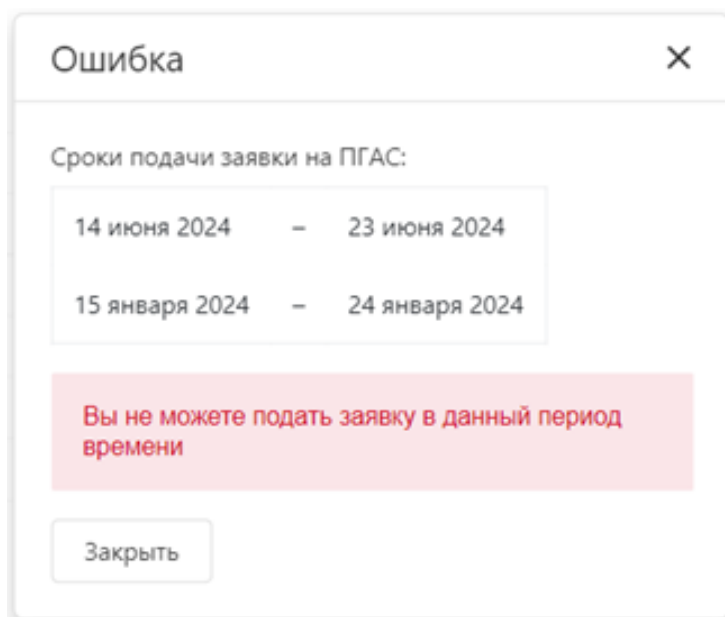 Ошибка
Сроки подачи заявки на ПГАС:
14 июня 2024 – 23 июня 2024
15 января 2024 – 24 января 2024
Вы не можете подать заявку в данный период
времени
Закрыть